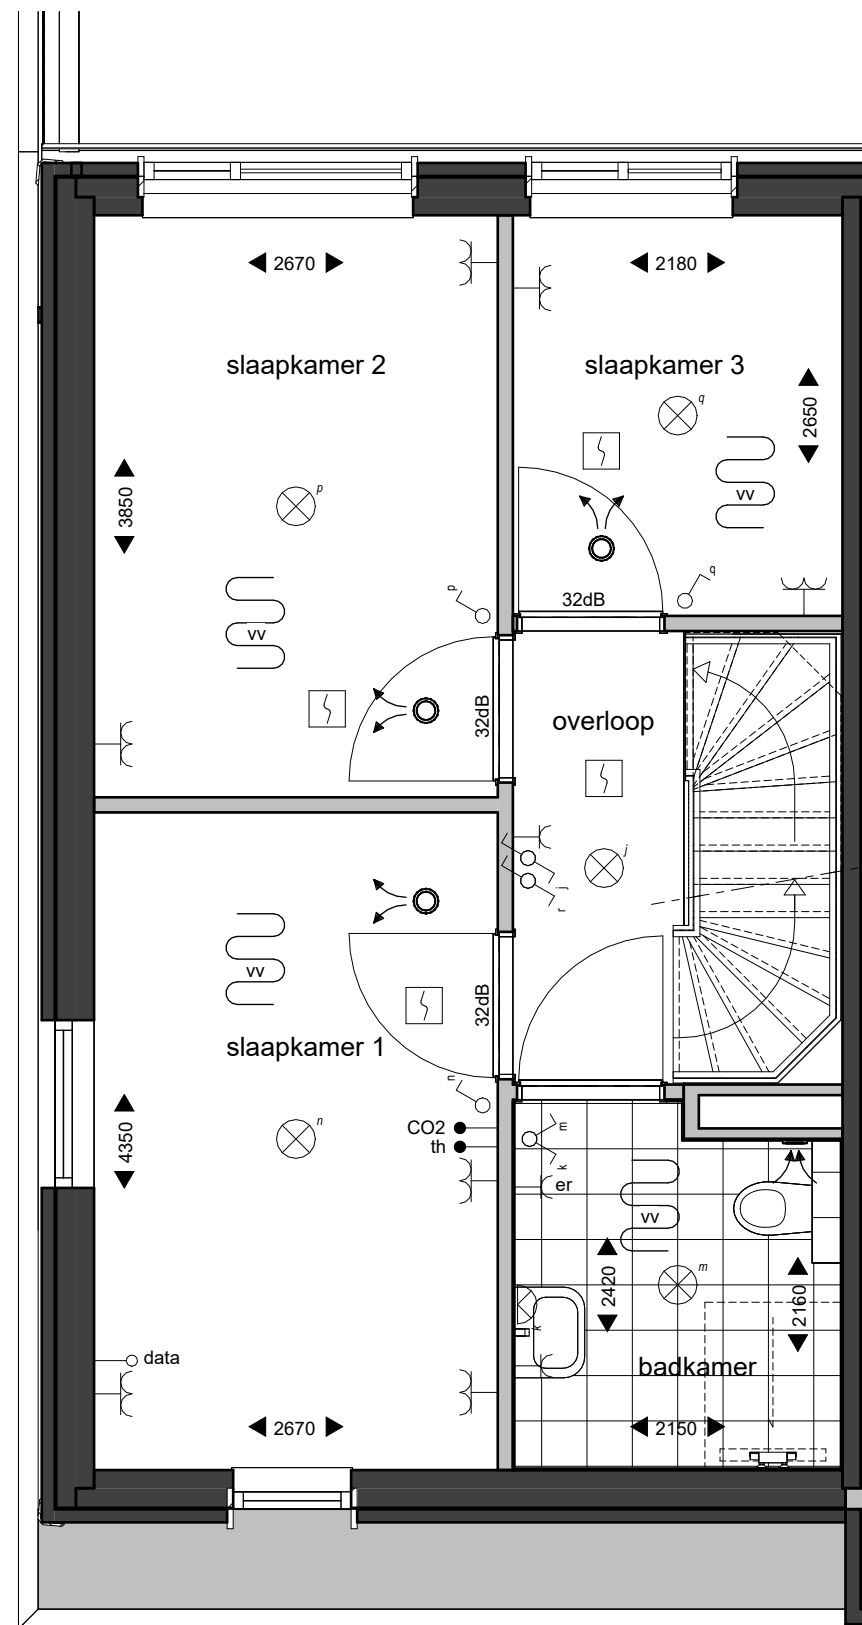 2670
2180
slaapkamer 2
slaapkamer 3
q
2650
3850
p
vv
q
p
32dB
vv
32dB
overloop
j
j
r
vv
32dB
slaapkamer 1
n
n
CO2
th
4350
m
k
er
vv
m
2420
2160
k
data
badkamer
2670
2150